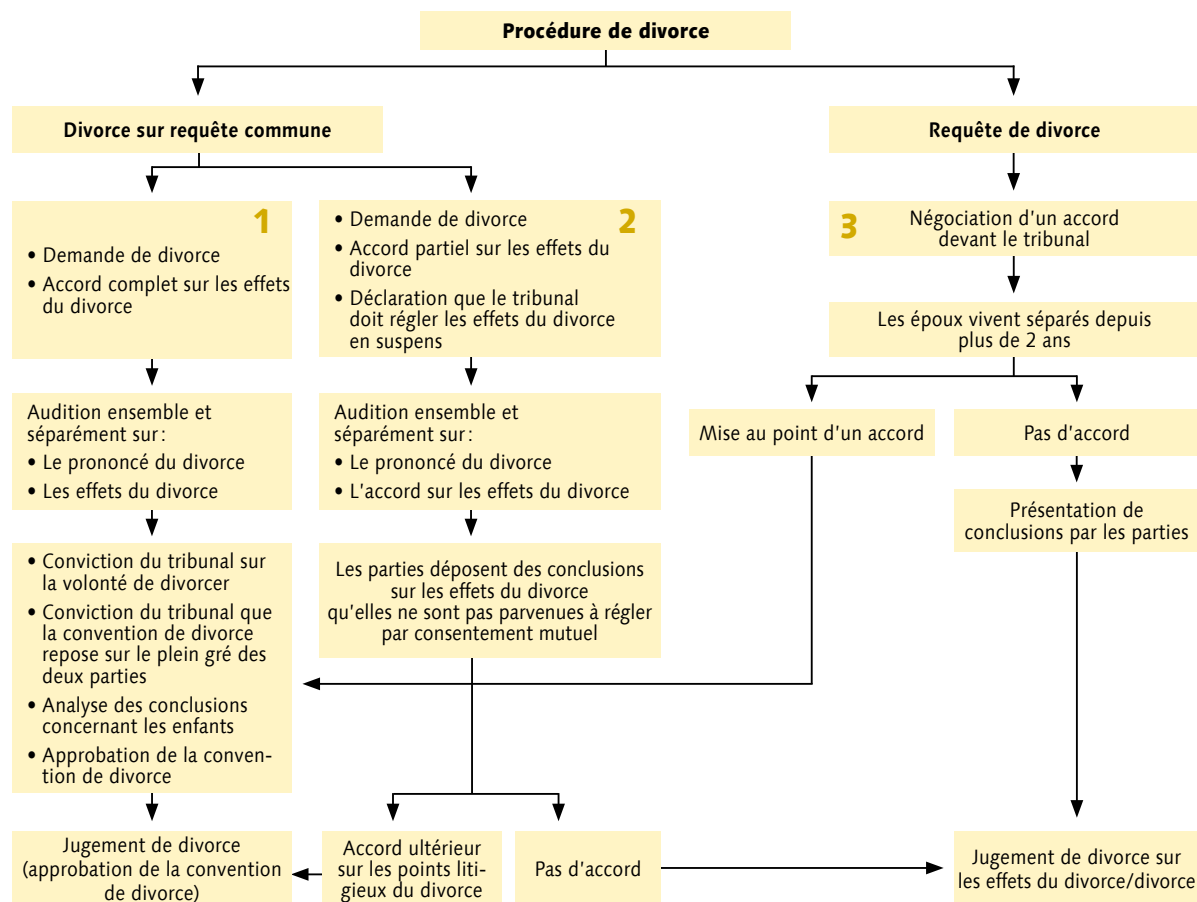 Procédure de divorce
Divorce sur requête commune
Requête de divorce
1
• Demande de divorce
• Accord complet sur les effets
du divorce
2
• Demande de divorce
• Accord partiel sur les effets du
divorce
• Déclaration que le tribunal
doit régler les effets du divorce
en suspens
3
Négociation d'un accord
devant le tribunal
Les époux vivent séparés depuis
plus de 2 ans
Audition ensemble et
séparément sur :
• Le prononcé du divorce
• Les effets du divorce
Audition ensemble et
séparément sur :
• Le prononcé du divorce
• L'accord sur les effets du divorce
Mise au point d'un accord
Pas d'accord
Présentation de
conclusions par les parties
• Conviction du tribunal sur
la volonté de divorcer
• Conviction du tribunal que
la convention de divorce
repose sur le plein gré des
deux parties
• Analyse des conclusions
concernant les enfants
• Approbation de la conven-
tion de divorce
Les parties déposent des conclusions
sur les effets du divorce
qu'elles ne sont pas parvenues à régler
par consentement mutuel
Jugement de divorce
(approbation de la convention
de divorce)
Accord ultérieur
sur les points liti-
gieux du divorce
Pas d'accord
Jugement de divorce sur
les effets du divorce/divorce